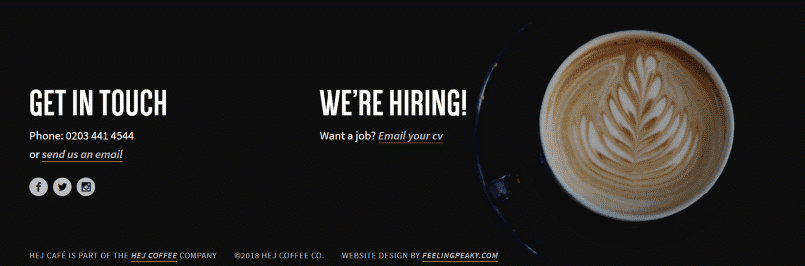 GET IN TOUCH
Phone: 0203 441 4544
or send us an email
WE'RE HIRING!
Want a job? Email your cv
HEJ CAFÉ IS PART OF THE HEJ COFFEE COMPANY ©2018 HEJ COFFEE CO. WEBSITE DESIGN BY FEELINGPEAKY.COM